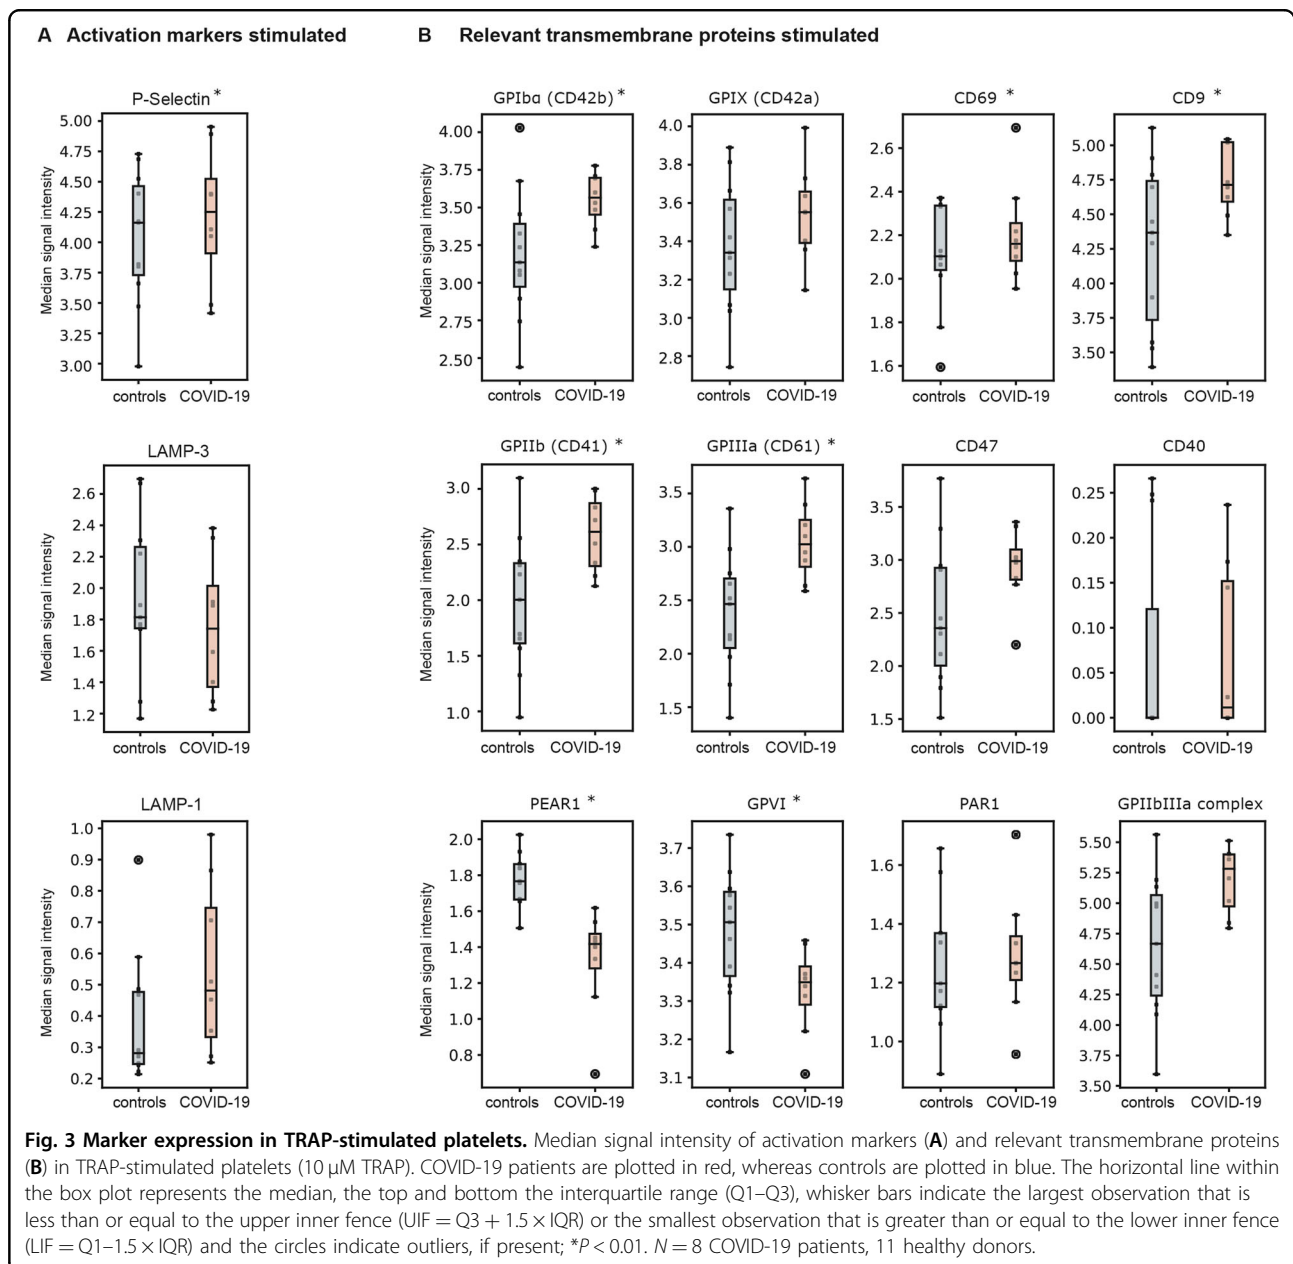 A Activation markers stimulated
B Relevant transmembrane proteins stimulated
P-Selectin *
Median signal intensity
5.00
4.75
4.50
4.25
4.00
3.75
3.50
3.25
3.00
controls COVID-19
GPIbα (CD42b) *
Median signal intensity
4.00
3.75
3.50
3.25
3.00
2.75
2.50
controls COVID-19
GPIX (CD42a)
4.0
3.8
3.6
3.4
3.2
3.0
2.8
controls COVID-19
CD69 *
2.6
2.4
2.2
2.0
1.8
1.6
controls COVID-19
CD9 *
5.00
4.75
4.50
4.25
4.00
3.75
3.50
controls COVID-19
LAMP-3
Median signal intensity
2.6
2.4
2.2
2.0
1.8
1.6
1.4
1.2
controls COVID-19
GPIIb (CD41) *
Median signal intensity
3.0
2.5
2.0
1.5
1.0
controls COVID-19
GPIIIa (CD61) *
3.5
3.0
2.5
2.0
1.5
controls COVID-19
CD47
3.5
3.0
2.5
2.0
1.5
controls COVID-19
CD40
0.25
0.20
0.15
0.10
0.05
0.00
controls COVID-19
LAMP-1
Median signal intensity
1.0
0.9
0.8
0.7
0.6
0.5
0.4
0.3
0.2
controls COVID-19
PEAR1 *
Median signal intensity
2.0
1.8
1.6
1.4
1.2
1.0
0.8
controls COVID-19
GPVI *
3.7
3.6
3.5
3.4
3.3
3.2
3.1
controls COVID-19
PAR1
1.6
1.4
1.2
1.0
controls COVID-19
GPIIbIIIa complex
5.50
5.25
5.00
4.75
4.50
4.25
4.00
3.75
3.50
controls COVID-19
Fig. 3 Marker expression in TRAP-stimulated platelets. Median signal intensity of activation markers (A) and relevant transmembrane proteins
(B) in TRAP-stimulated platelets (10 μM TRAP). COVID-19 patients are plotted in red, whereas controls are plotted in blue. The horizontal line within
the box plot represents the median, the top and bottom the interquartile range (Q1–Q3), whisker bars indicate the largest observation that is
less than or equal to the upper inner fence (UIF = Q3 + 1.5 × IQR) or the smallest observation that is greater than or equal to the lower inner fence
(LIF = Q1–1.5 × IQR) and the circles indicate outliers, if present; *P < 0.01. N = 8 COVID-19 patients, 11 healthy donors.